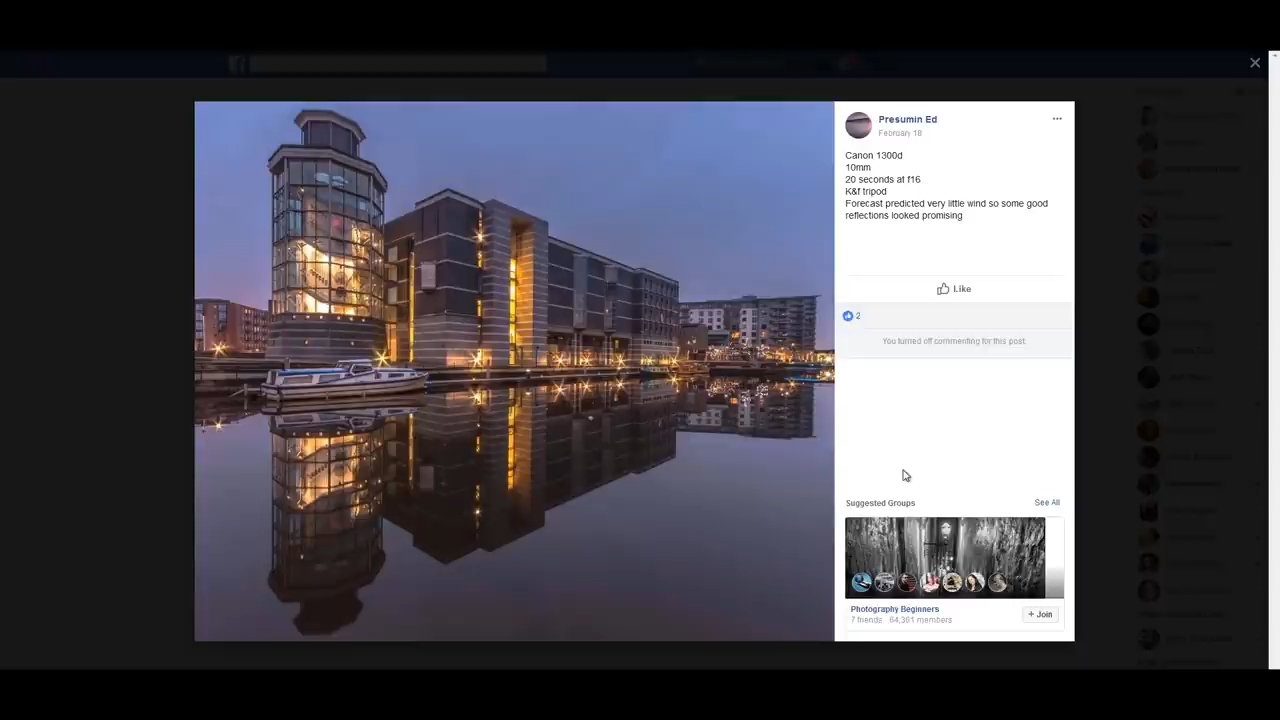 Presumin Ed
February 18
Canon 1300d
10mm
20 seconds at f16
K&f tripod
Forecast predicted very little wind so some good
reflections looked promising
Like
2
You turned off commenting for this post.
Suggested Groups
See All
Photography Beginners
+ Join
7 friends 64,361 members